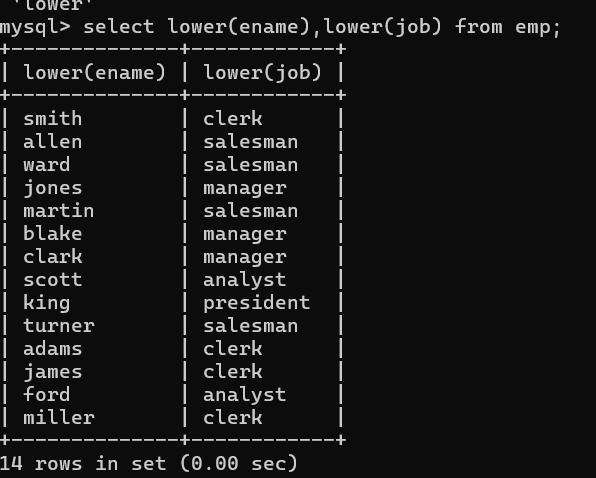 'lower'
mysql> select lower(ename),lower(job) from emp;
+--------------+------------+
| lower(ename) | lower(job) |
+--------------+------------+
| smith        | clerk      |
| allen        | salesman   |
| ward         | salesman   |
| jones        | manager    |
| martin       | salesman   |
| blake        | manager    |
| clark        | manager    |
| scott        | analyst    |
| king         | president  |
| turner       | salesman   |
| adams        | clerk      |
| james        | clerk      |
| ford         | analyst    |
| miller       | clerk      |
+--------------+------------+
14 rows in set (0.00 sec)